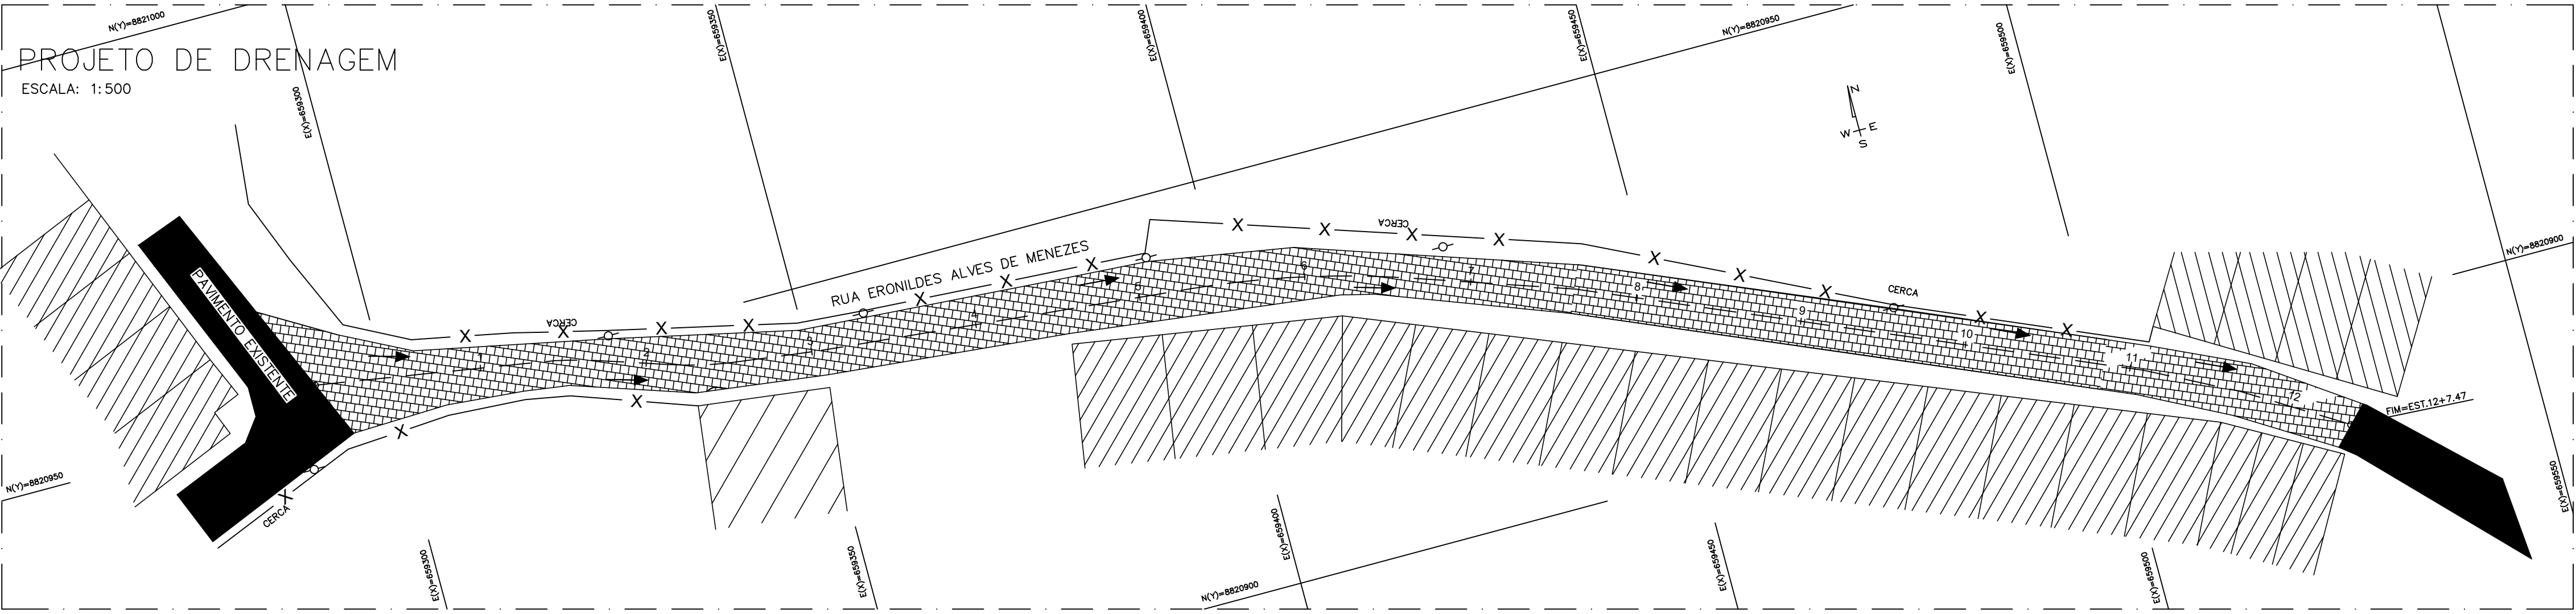 N(Y)=8821000
PROJETO DE DRENAGEM
ESCALA: 1:500
E(X)=659300
E(X)=659350
E(X)=659400
E(X)=659450
N(Y)=8820950
E(X)=659500
N
W E
S
PAVIMENTO EXISTENTE
CERCA
RUA ERONILDES ALVES DE MENEZES
CERCA
CERCA
N(Y)=8820900
1
2
3
4
5
6
7
8
9
10
11
12
FIM=EST.12+7.47
N(Y)=8820950
CERCA
E(X)=659300
E(X)=659350
E(X)=659400
N(Y)=8820900
E(X)=659450
E(X)=659500
E(X)=659550